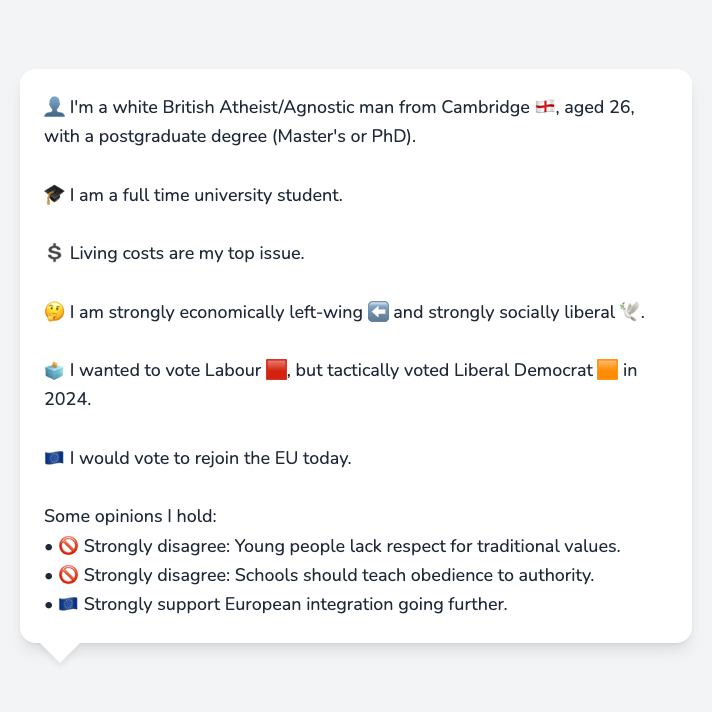 👤 I'm a white British Atheist/Agnostic man from Cambridge 🏴󠁧󠁢󠁥󠁮󠁧󠁿, aged 26,
with a postgraduate degree (Master's or PhD).
🎓 I am a full time university student.
💲 Living costs are my top issue.
🤔 I am strongly economically left-wing ⬅️ and strongly socially liberal 🕊️.
🗳️ I wanted to vote Labour 🟥, but tactically voted Liberal Democrat 🟧 in
2024.
🇪🇺 I would vote to rejoin the EU today.
Some opinions I hold:
• 🚫 Strongly disagree: Young people lack respect for traditional values.
• 🚫 Strongly disagree: Schools should teach obedience to authority.
• 🇪🇺 Strongly support European integration going further.